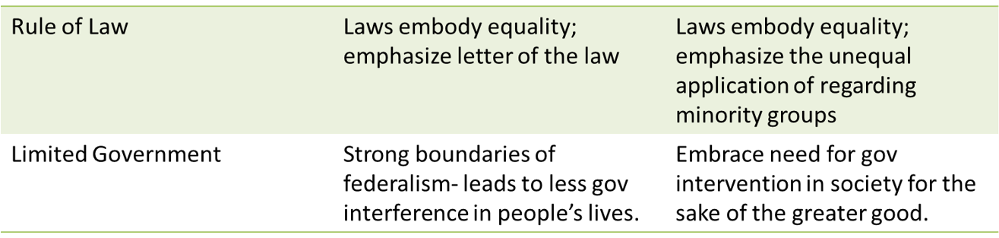 Rule of Law
Laws embody equality;
emphasize letter of the law
Laws embody equality;
emphasize the unequal
application of regarding
minority groups
Limited Government
Strong boundaries of
federalism- leads to less gov
interference in people's lives.
Embrace need for gov
intervention in society for the
sake of the greater good.